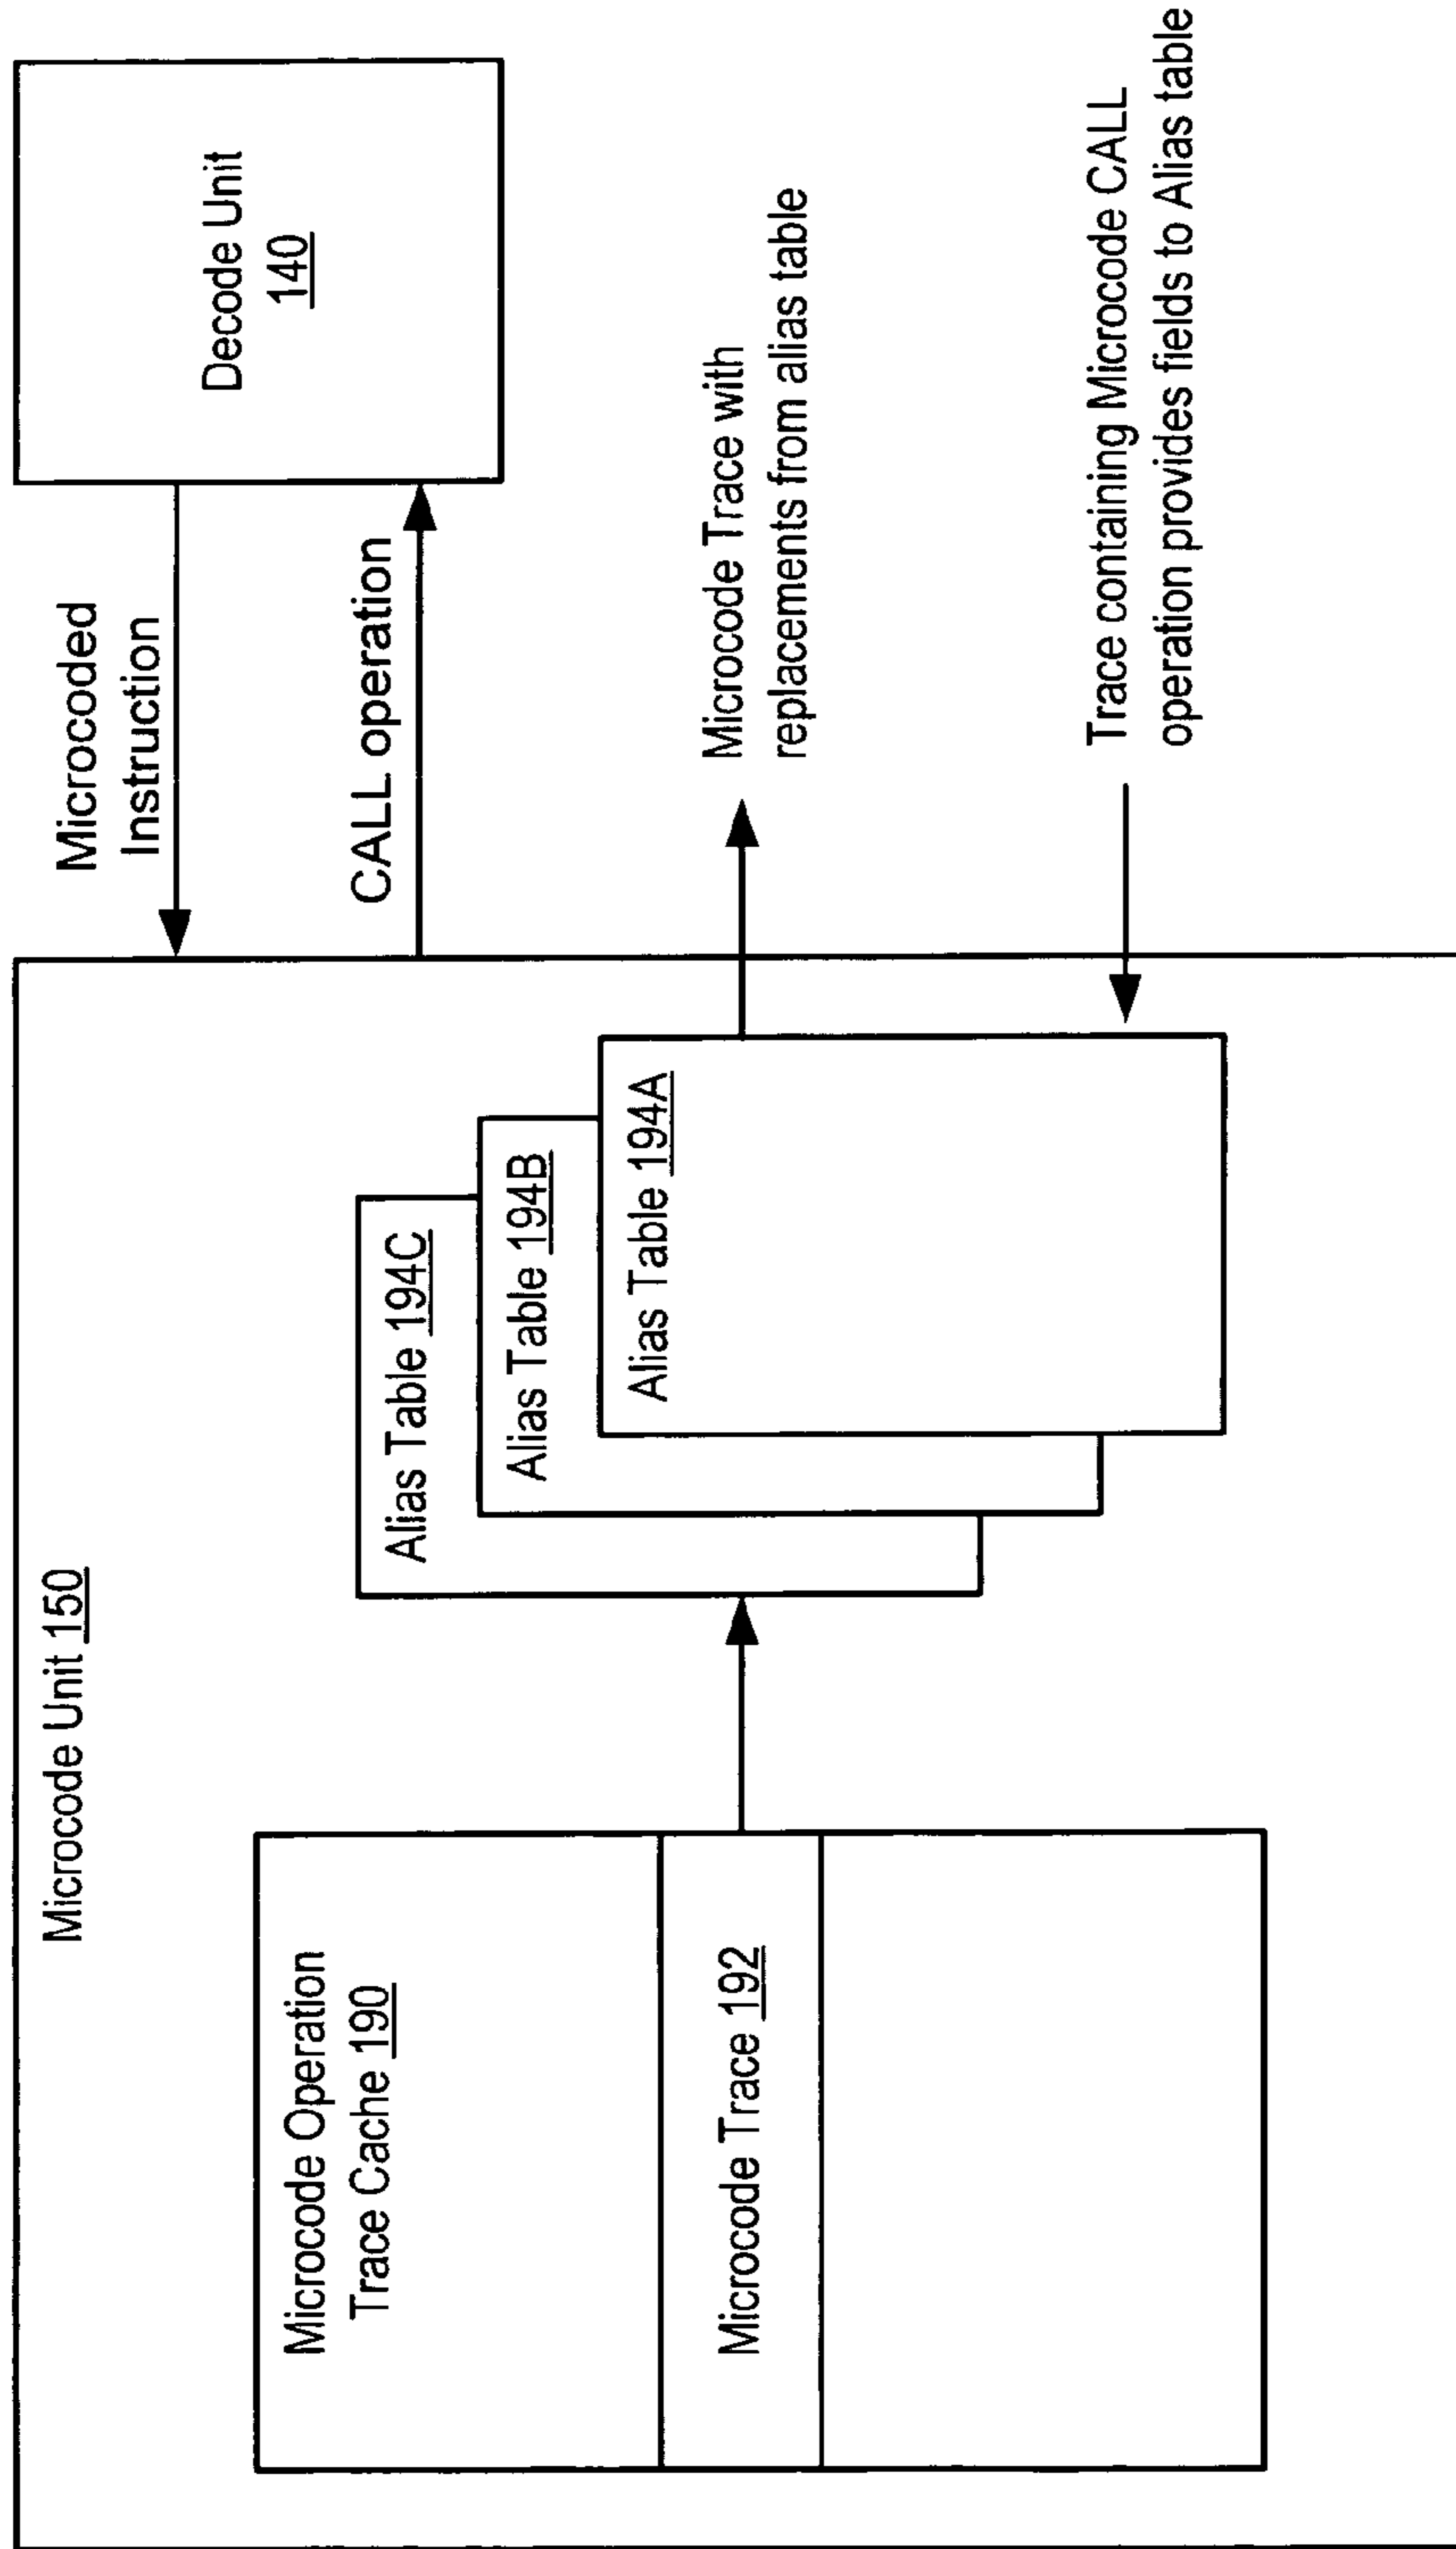 Microcode Unit 150
Microcode Operation
Trace Cache 190
Microcode Trace 192
Alias Table 194C
Alias Table 194B
Alias Table 194A
Microcoded
Instruction
CALL operation
Decode Unit
140
Microcode Trace with
replacements from alias table
Trace containing Microcode CALL
operation provides fields to Alias table